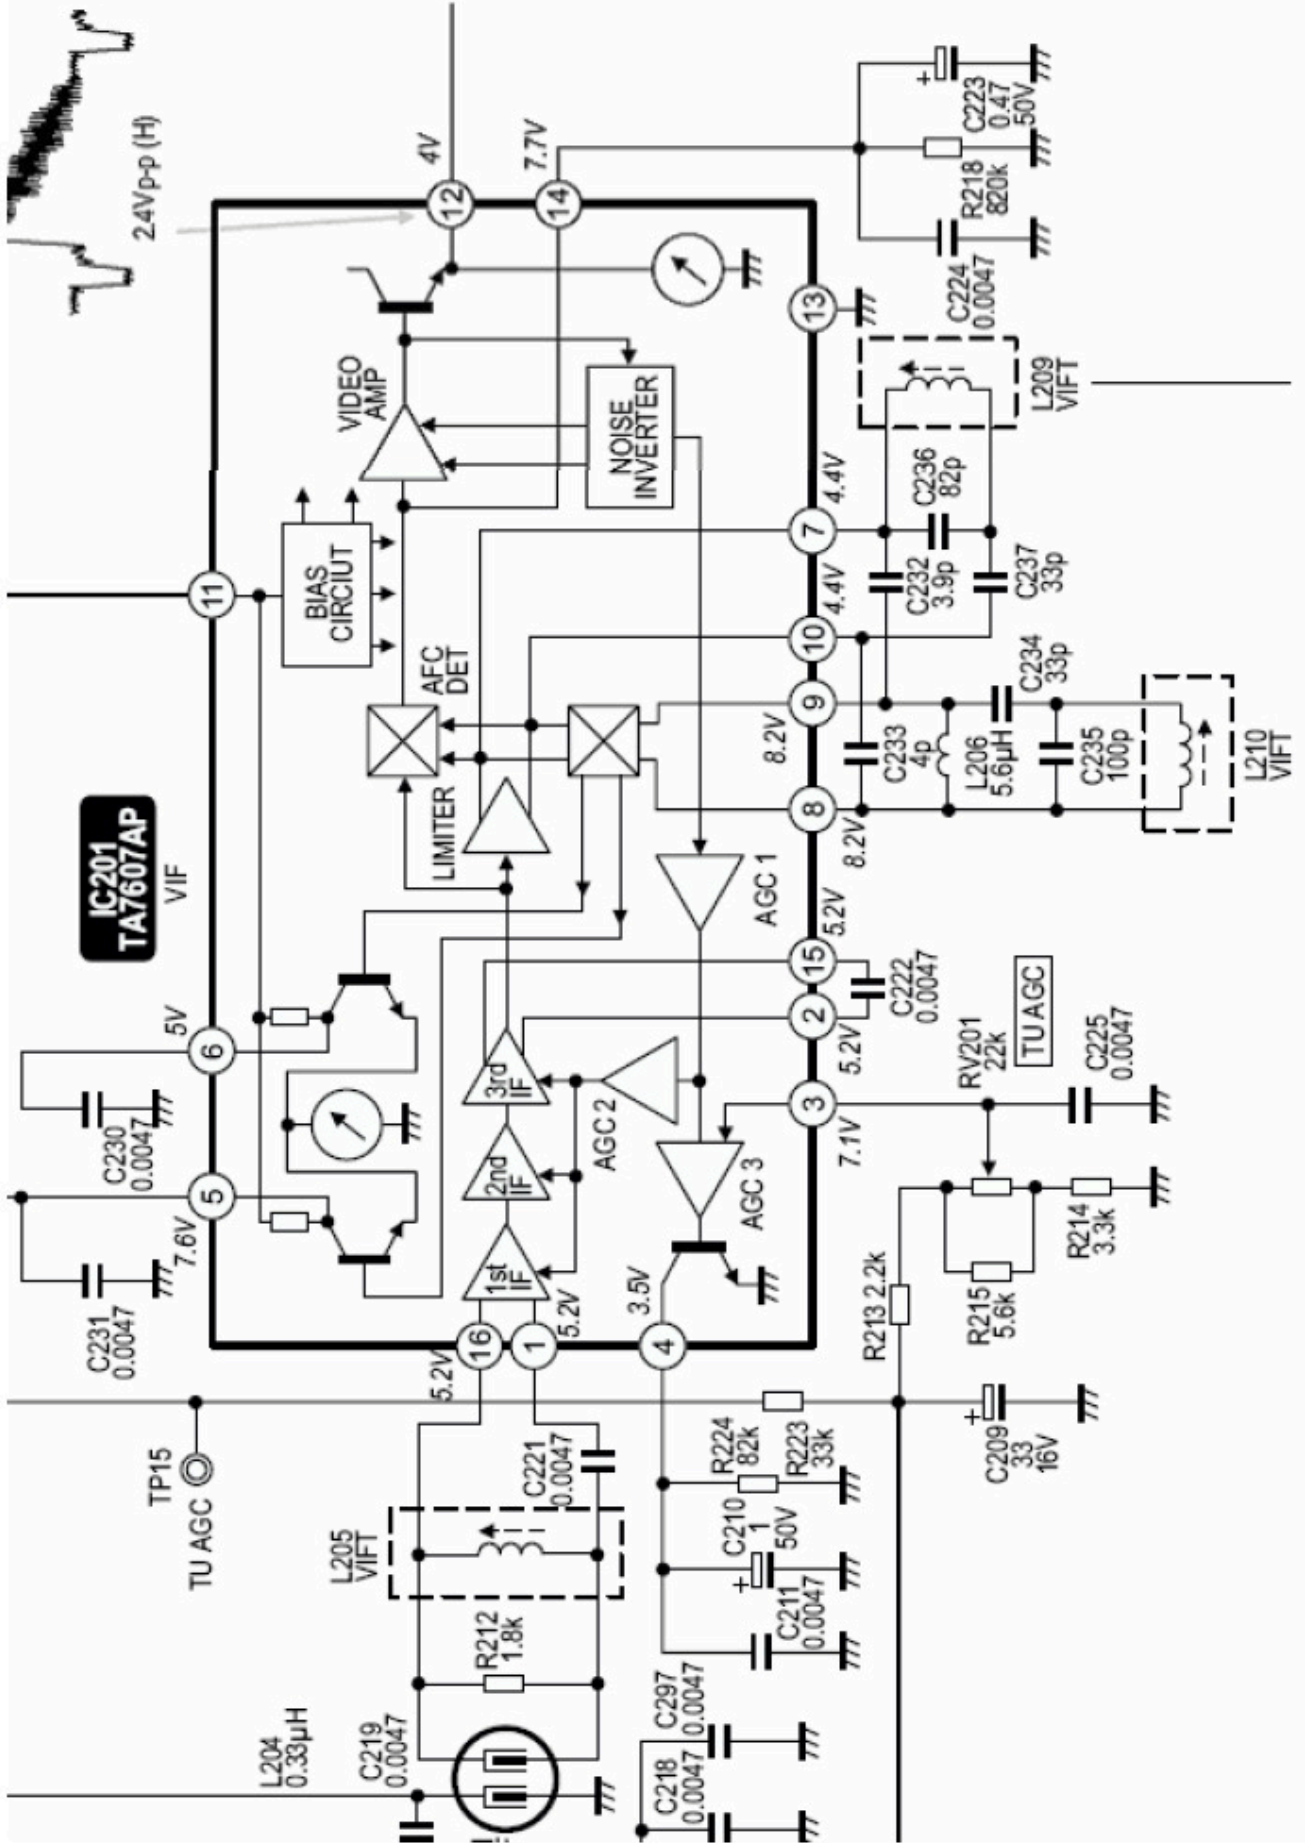 2.4Vp-p (H)
4V
12
7.7V
14
C223
0.47
50V
R218
820k
C224
0.0047
13
VIDEO
AMP
NOISE
INVERTER
L209
VIFT
11
BIAS
CIRCIUT
AFC
DET
7
4.4V
C236
82p
4.4V
10
C232
3.9p
C237
33p
9
8.2V
C233
4p
L206
5.6µH
C234
33p
C235
100p
L210
VIFT
8
8.2V
IC201
TA7607AP
VIF
LIMITER
AGC 1
15
5.2V
2
5.2V
C222
0.0047
6
5V
C230
0.0047
3rd
IF
2nd
IF
1st
IF
AGC 2
AGC 3
3
7.1V
RV201
22k
TU AGC
C225
0.0047
5
7.6V
C231
0.0047
R214
3.3k
R215
5.6k
R213 2.2k
16
5.2V
1
5.2V
4
3.5V
TP15
TU AGC
L205
VIFT
C221
0.0047
R224
82k
R223
33k
C209
33
16V
C210
1
50V
C211
0.0047
R212
1.8k
L204
0.33µH
C219
0.0047
C297
0.0047
C218
0.0047